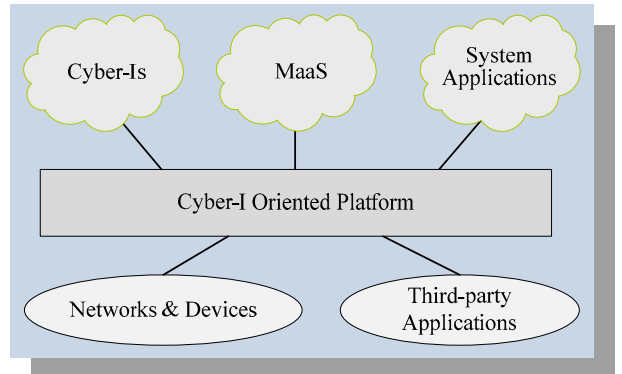 Cyber-Is
MaaS
System
Applications
Cyber-I Oriented Platform
Networks & Devices
Third-party
Applications